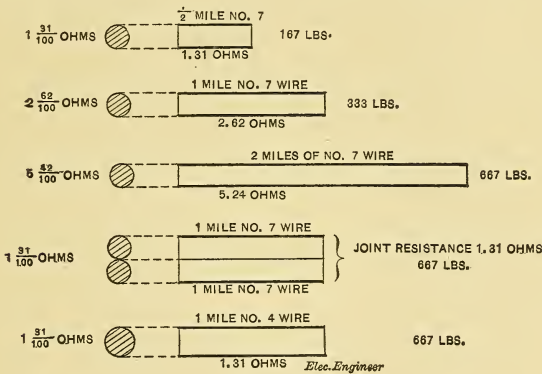 1/2 MILE NO. 7
1 31/100 OHMS
167 LBS.
1.31 OHMS
1 MILE NO. 7 WIRE
2 62/100 OHMS
333 LBS.
2.62 OHMS
2 MILES OF NO. 7 WIRE
5 42/100 OHMS
667 LBS.
5.24 OHMS
1 MILE NO. 7 WIRE
1 31/100 OHMS
JOINT RESISTANCE 1.31 OHMS
667 LBS.
1 MILE NO. 7 WIRE
1 MILE NO. 4 WIRE
1 31/100 OHMS
667 LBS.
1.31 OHMS
Elec. Engineer